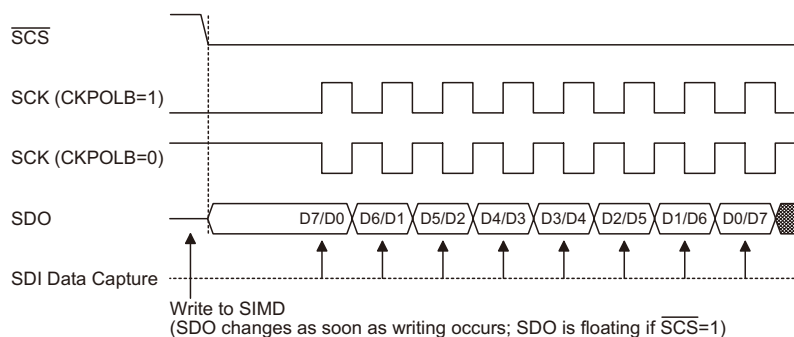 SCS
SCK (CKPOLB=1)
SCK (CKPOLB=0)
SDO D7/D0 D6/D1 D5/D2 D4/D3 D3/D4 D2/D5 D1/D6 D0/D7
SDI Data Capture
Write to SIMD
(SDO changes as soon as writing occurs; SDO is floating if SCS=1)